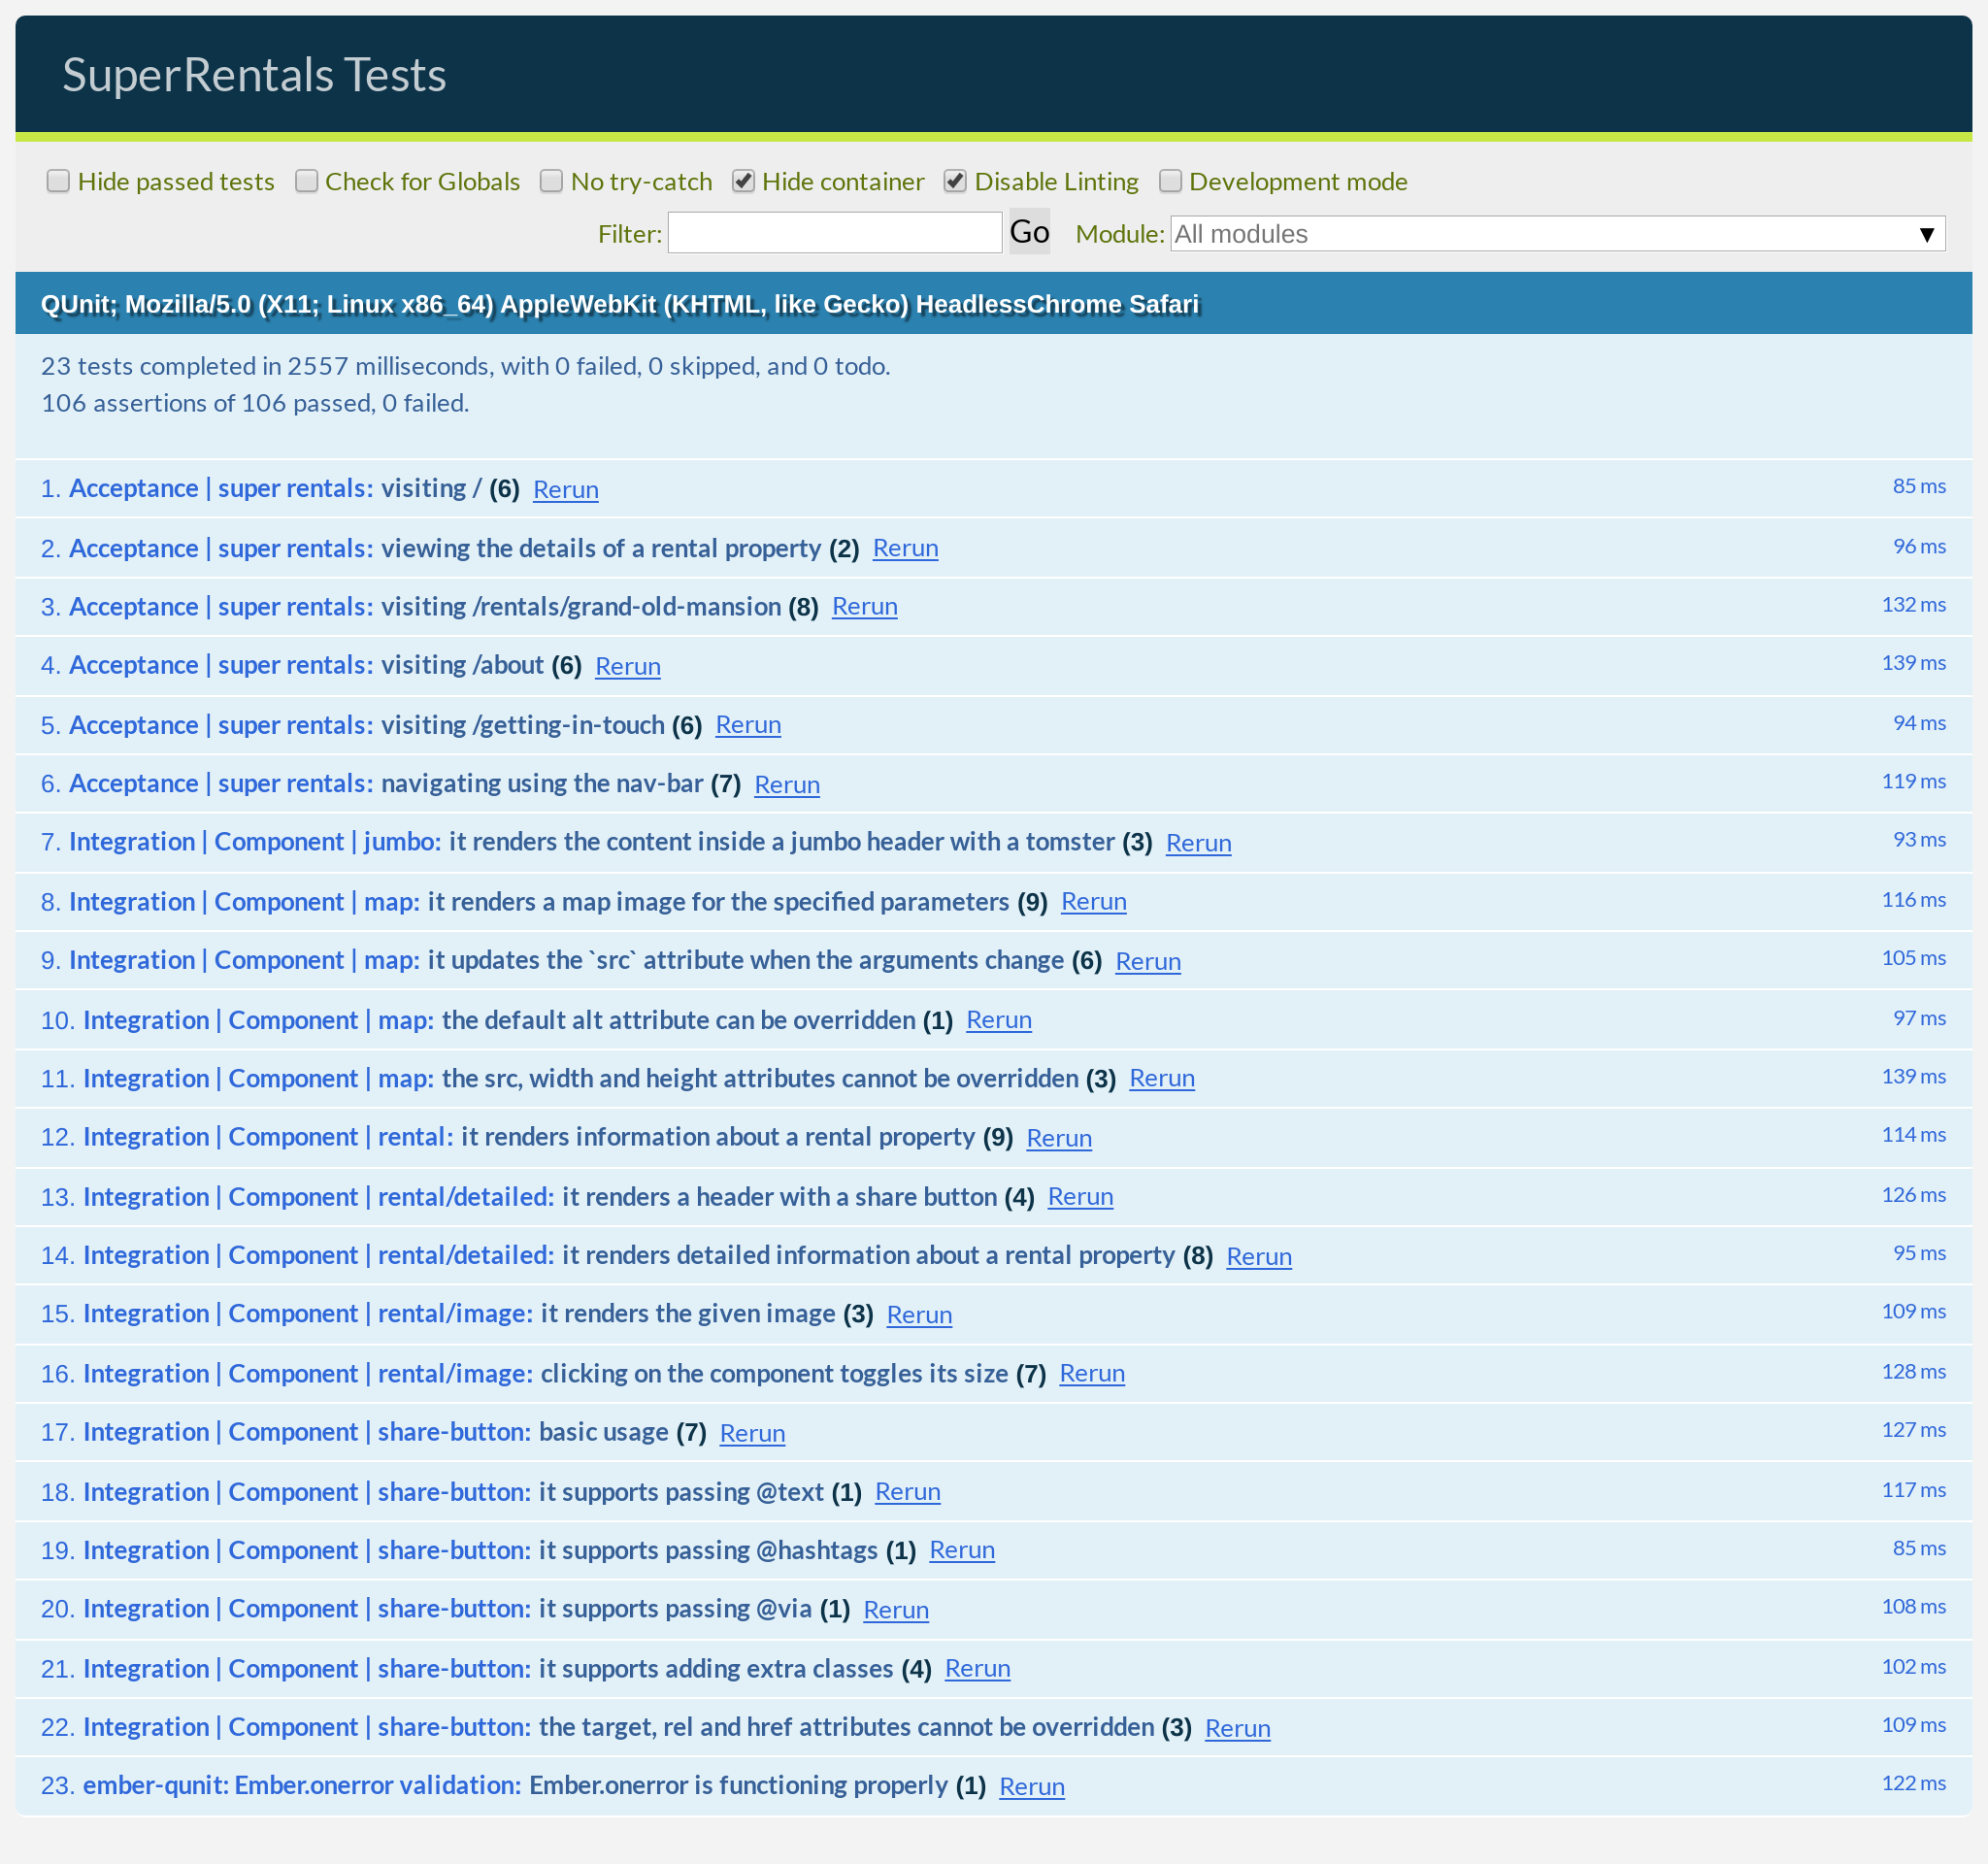 SuperRentals Tests
Hide passed tests Check for Globals No try-catch Hide container Disable Linting Development mode
Filter: Go Module: All modules ▼
QUnit; Mozilla/5.0 (X11; Linux x86_64) AppleWebKit (KHTML, like Gecko) HeadlessChrome Safari
23 tests completed in 2557 milliseconds, with 0 failed, 0 skipped, and 0 todo.
106 assertions of 106 passed, 0 failed.
1. Acceptance | super rentals: visiting / (6) Rerun 85 ms
2. Acceptance | super rentals: viewing the details of a rental property (2) Rerun 96 ms
3. Acceptance | super rentals: visiting /rentals/grand-old-mansion (8) Rerun 132 ms
4. Acceptance | super rentals: visiting /about (6) Rerun 139 ms
5. Acceptance | super rentals: visiting /getting-in-touch (6) Rerun 94 ms
6. Acceptance | super rentals: navigating using the nav-bar (7) Rerun 119 ms
7. Integration | Component | jumbo: it renders the content inside a jumbo header with a tomster (3) Rerun 93 ms
8. Integration | Component | map: it renders a map image for the specified parameters (9) Rerun 116 ms
9. Integration | Component | map: it updates the `src` attribute when the arguments change (6) Rerun 105 ms
10. Integration | Component | map: the default alt attribute can be overridden (1) Rerun 97 ms
11. Integration | Component | map: the src, width and height attributes cannot be overridden (3) Rerun 139 ms
12. Integration | Component | rental: it renders information about a rental property (9) Rerun 114 ms
13. Integration | Component | rental/detailed: it renders a header with a share button (4) Rerun 126 ms
14. Integration | Component | rental/detailed: it renders detailed information about a rental property (8) Rerun 95 ms
15. Integration | Component | rental/image: it renders the given image (3) Rerun 109 ms
16. Integration | Component | rental/image: clicking on the component toggles its size (7) Rerun 128 ms
17. Integration | Component | share-button: basic usage (7) Rerun 127 ms
18. Integration | Component | share-button: it supports passing @text (1) Rerun 117 ms
19. Integration | Component | share-button: it supports passing @hashtags (1) Rerun 85 ms
20. Integration | Component | share-button: it supports passing @via (1) Rerun 108 ms
21. Integration | Component | share-button: it supports adding extra classes (4) Rerun 102 ms
22. Integration | Component | share-button: the target, rel and href attributes cannot be overridden (3) Rerun 109 ms
23. ember-qunit: Ember.onerror validation: Ember.onerror is functioning properly (1) Rerun 122 ms